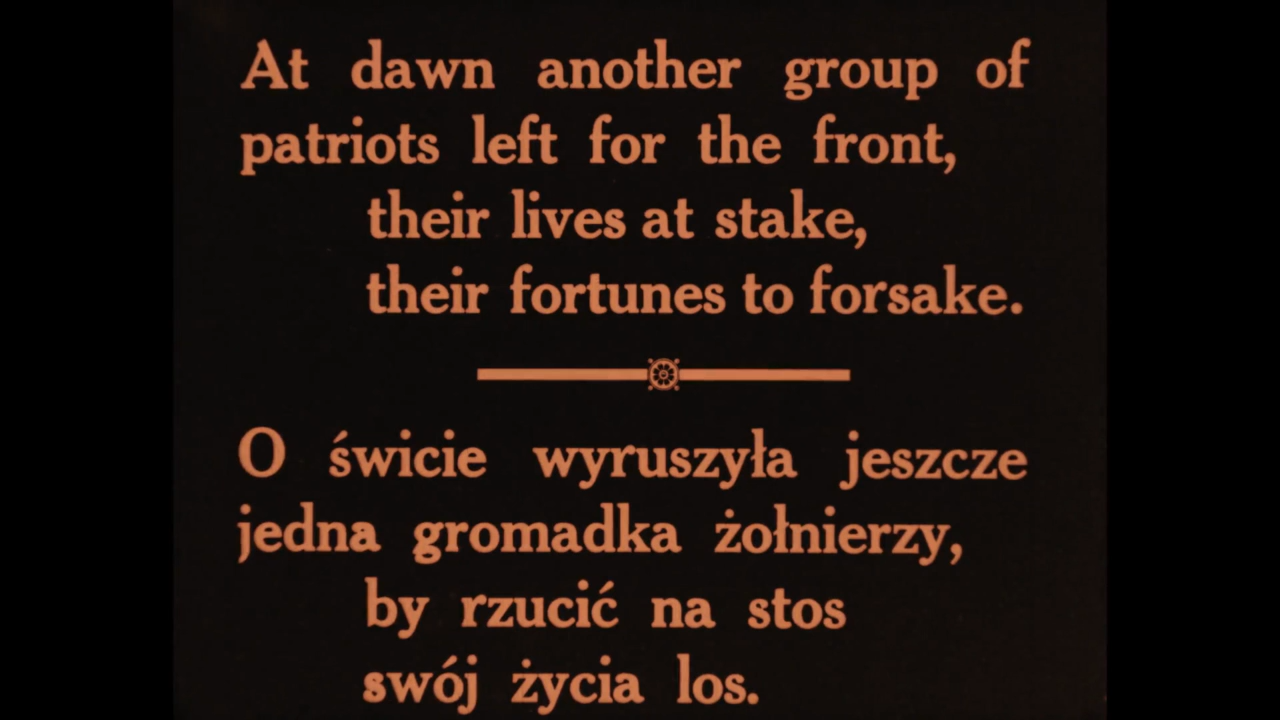 At dawn another group of
patriots left for the front,
their lives at stake,
their fortunes to forsake.
O świcie wyruszyła jeszcze
jedna gromadka żołnierzy,
by rzucić na stos
swój życia los.